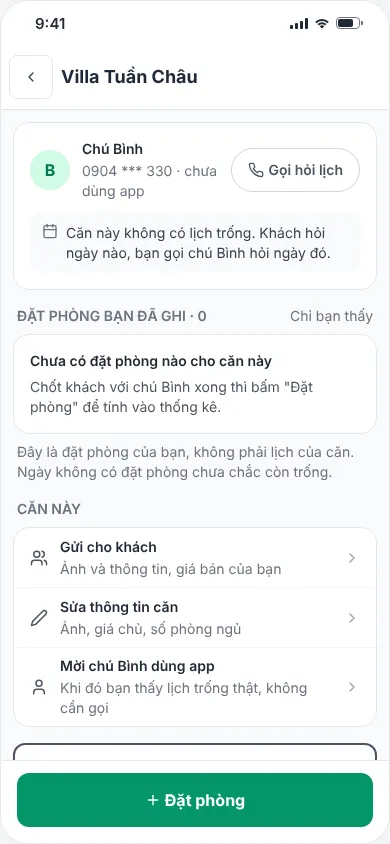 9:41
Villa Tuần Châu
B
Chú Bình
0904 *** 330 · chưa
dùng app
Gọi hỏi lịch
Căn này không có lịch trống. Khách hỏi
ngày nào, bạn gọi chú Bình hỏi ngày đó.
ĐẶT PHÒNG BẠN ĐÃ GHI · 0
Chỉ bạn thấy
Chưa có đặt phòng nào cho căn này
Chốt khách với chú Bình xong thì bấm "Đặt
phòng" để tính vào thống kê.
Đây là đặt phòng của bạn, không phải lịch của căn.
Ngày không có đặt phòng chưa chắc còn trống.
CĂN NÀY
Gửi cho khách
Ảnh và thông tin, giá bán của bạn
Sửa thông tin căn
Ảnh, giá chủ, số phòng ngủ
Mời chú Bình dùng app
Khi đó bạn thấy lịch trống thật, không
cần gọi
+ Đặt phòng